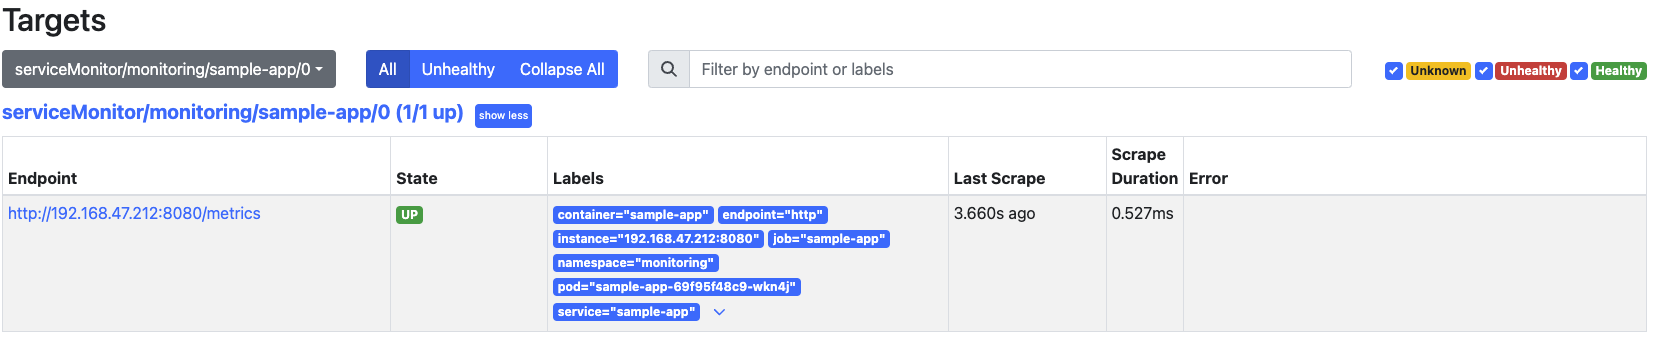 Targets
serviceMonitor/monitoring/sample-app/0
All Unhealthy Collapse All
Filter by endpoint or labels
Unknown Unhealthy Healthy
serviceMonitor/monitoring/sample-app/0 (1/1 up) show less
Endpoint State Labels Last Scrape Scrape Duration Error
http://192.168.47.212:8080/metrics UP container="sample-app" endpoint="http" 3.660s ago 0.527ms
instance="192.168.47.212:8080" job="sample-app"
namespace="monitoring"
pod="sample-app-69f95f48c9-wkn4j"
service="sample-app"